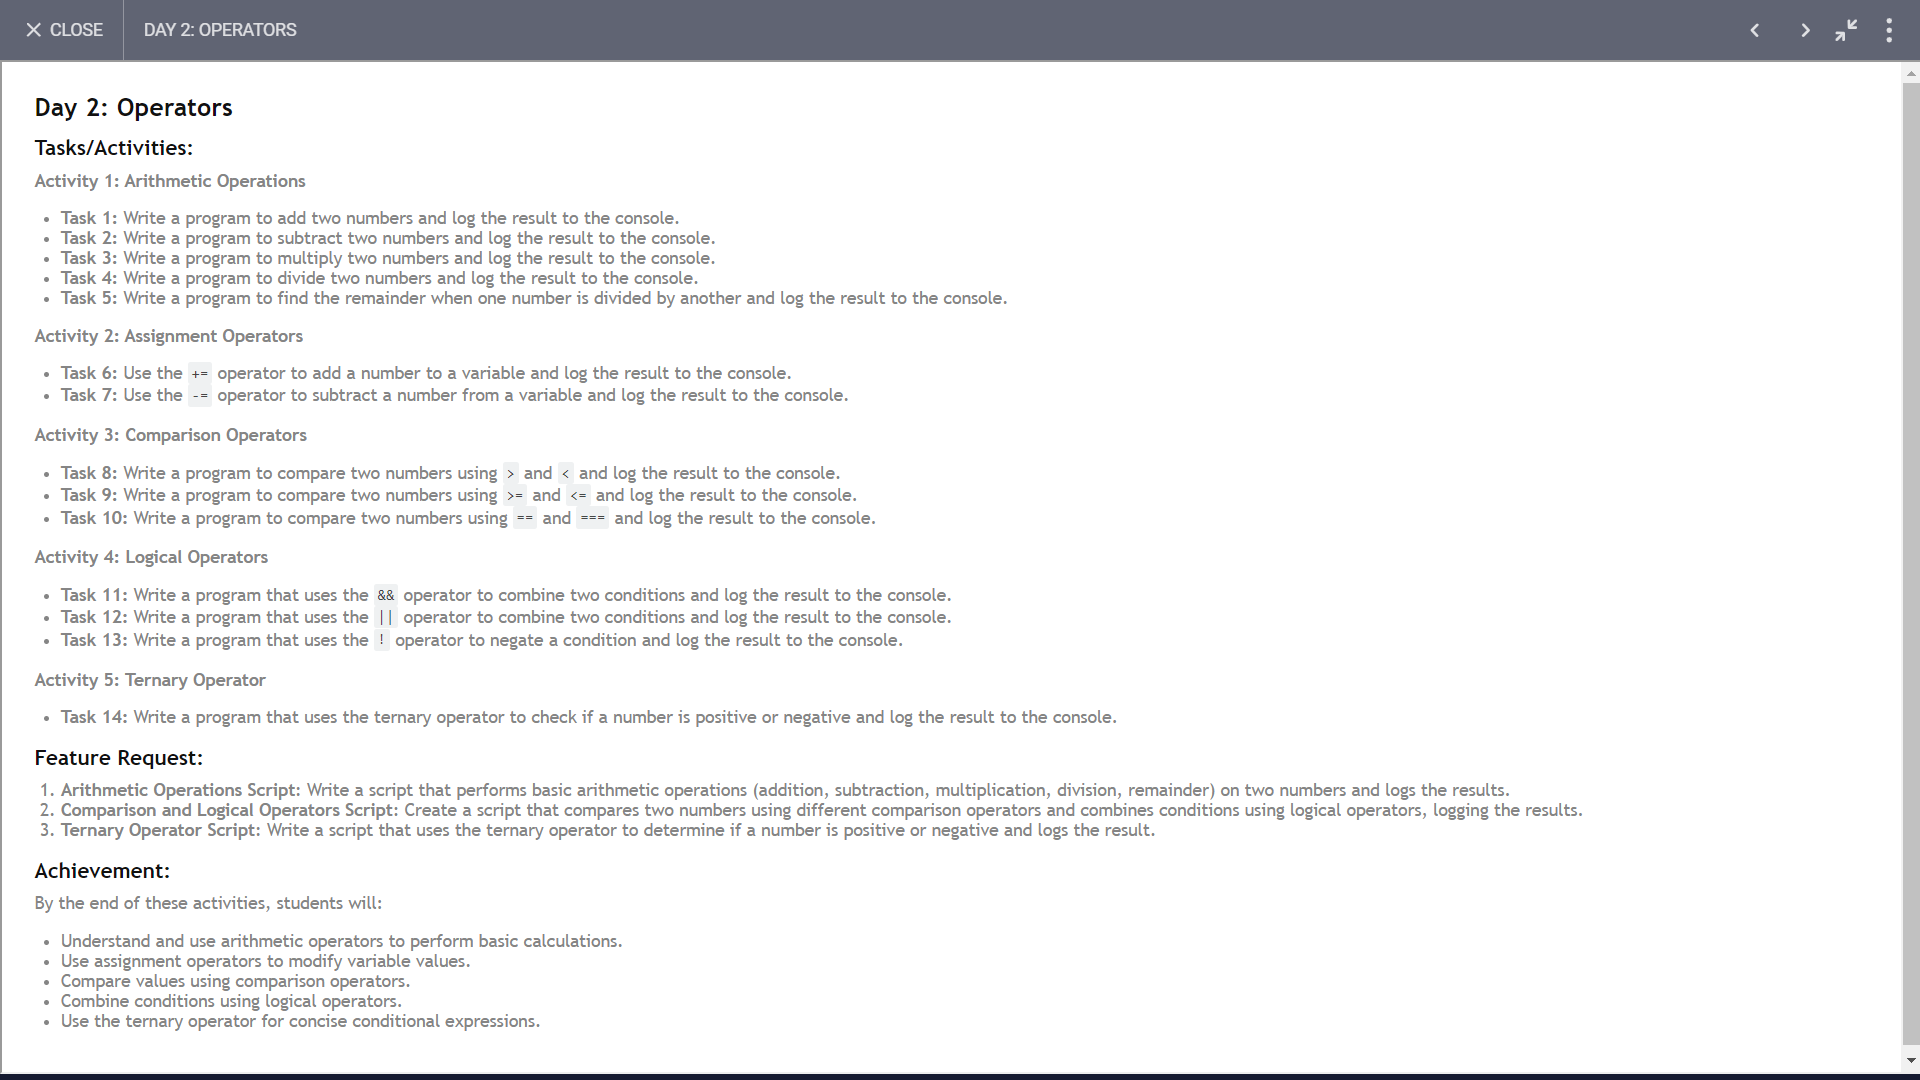 CLOSE
DAY 2: OPERATORS
Day 2: Operators
Tasks/Activities:
Activity 1: Arithmetic Operations
Task 1: Write a program to add two numbers and log the result to the console.
Task 2: Write a program to subtract two numbers and log the result to the console.
Task 3: Write a program to multiply two numbers and log the result to the console.
Task 4: Write a program to divide two numbers and log the result to the console.
Task 5: Write a program to find the remainder when one number is divided by another and log the result to the console.
Activity 2: Assignment Operators
Task 6: Use the += operator to add a number to a variable and log the result to the console.
Task 7: Use the -= operator to subtract a number from a variable and log the result to the console.
Activity 3: Comparison Operators
Task 8: Write a program to compare two numbers using > and < and log the result to the console.
Task 9: Write a program to compare two numbers using >= and <= and log the result to the console.
Task 10: Write a program to compare two numbers using == and === and log the result to the console.
Activity 4: Logical Operators
Task 11: Write a program that uses the && operator to combine two conditions and log the result to the console.
Task 12: Write a program that uses the || operator to combine two conditions and log the result to the console.
Task 13: Write a program that uses the ! operator to negate a condition and log the result to the console.
Activity 5: Ternary Operator
Task 14: Write a program that uses the ternary operator to check if a number is positive or negative and log the result to the console.
Feature Request:
1. Arithmetic Operations Script: Write a script that performs basic arithmetic operations (addition, subtraction, multiplication, division, remainder) on two numbers and logs the results.
2. Comparison and Logical Operators Script: Create a script that compares two numbers using different comparison operators and combines conditions using logical operators, logging the results.
3. Ternary Operator Script: Write a script that uses the ternary operator to determine if a number is positive or negative and logs the result.
Achievement:
By the end of these activities, students will:
Understand and use arithmetic operators to perform basic calculations.
Use assignment operators to modify variable values.
Compare values using comparison operators.
Combine conditions using logical operators.
Use the ternary operator for concise conditional expressions.